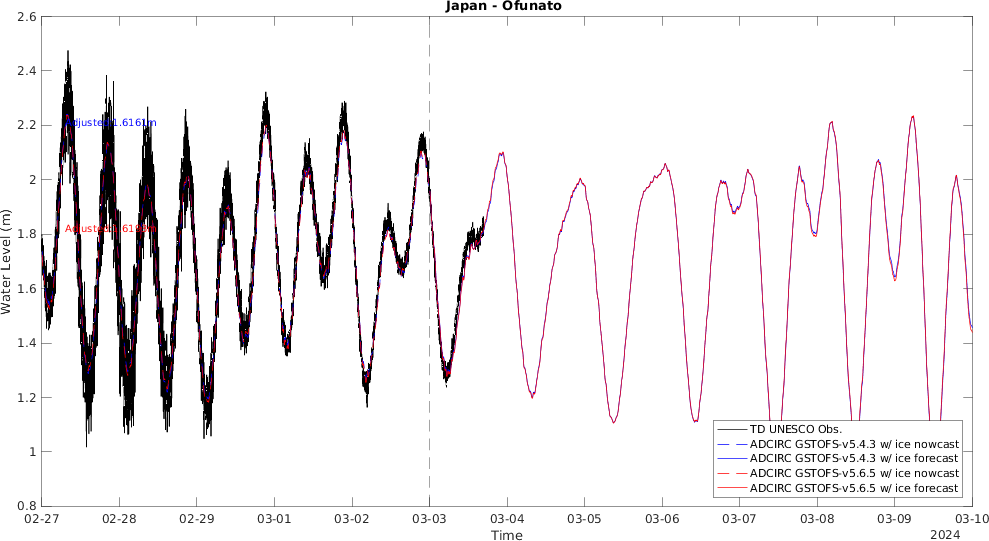 Japan - Ofunato
2.6
2.4
2.2
2
1.8
1.6
1.4
1.2
1
0.8
Water Level (m)
Adjusted 1.6161m
TD UNESCO Obs.
ADCIRC GSTOFS-v5.4.3 w/ ice nowcast
ADCIRC GSTOFS-v5.4.3 w/ ice forecast
ADCIRC GSTOFS-v5.6.5 w/ ice nowcast
ADCIRC GSTOFS-v5.6.5 w/ ice forecast
02-27 02-28 02-29 03-01 03-02 03-03 03-04 03-05 03-06 03-07 03-08 03-09 03-10
Time
2024